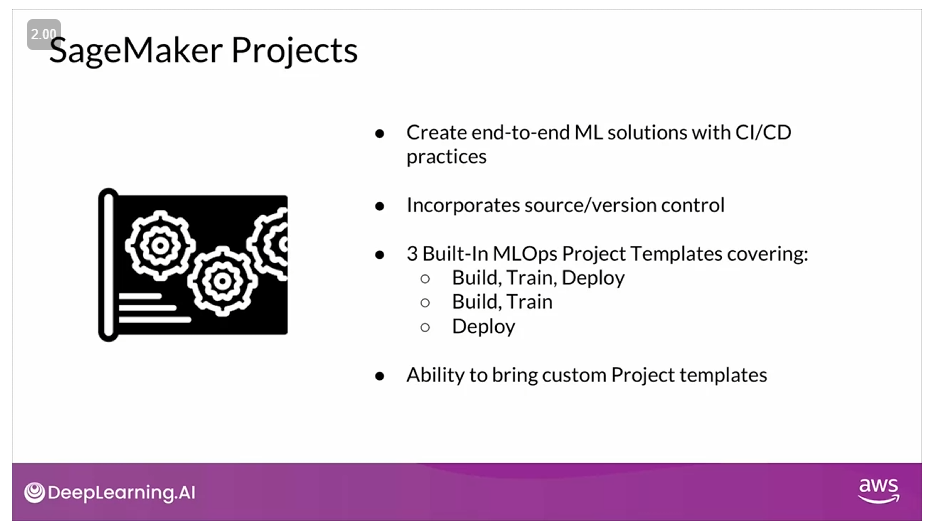 2.00
SageMaker Projects
● Create end-to-end ML solutions with CI/CD
practices
● Incorporates source/version control
● 3 Built-In MLOps Project Templates covering:
○ Build, Train, Deploy
○ Build, Train
○ Deploy
● Ability to bring custom Project templates
DeepLearning.AI
aws